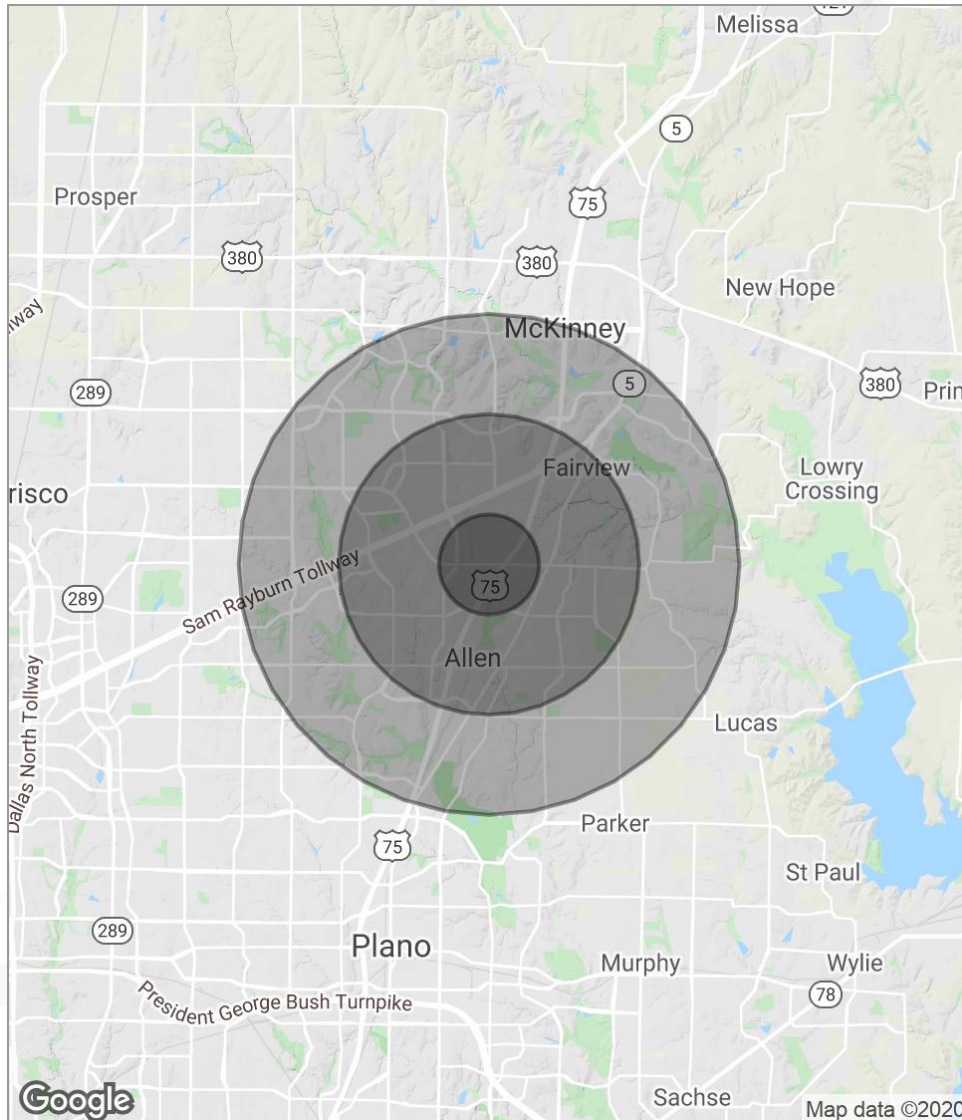 121
Melissa
5
Prosper
75
380
380
New Hope
llway
McKinney
289
5
380
Prin
Fairview
Lowry
Crossing
risco
75
289
Sam Rayburn Tollway
Allen
Dallas North Tollway
Lucas
Parker
75
St Paul
289
Plano
Murphy
Wylie
President George Bush Turnpike
78
Sachse
Google
Map data ©2020